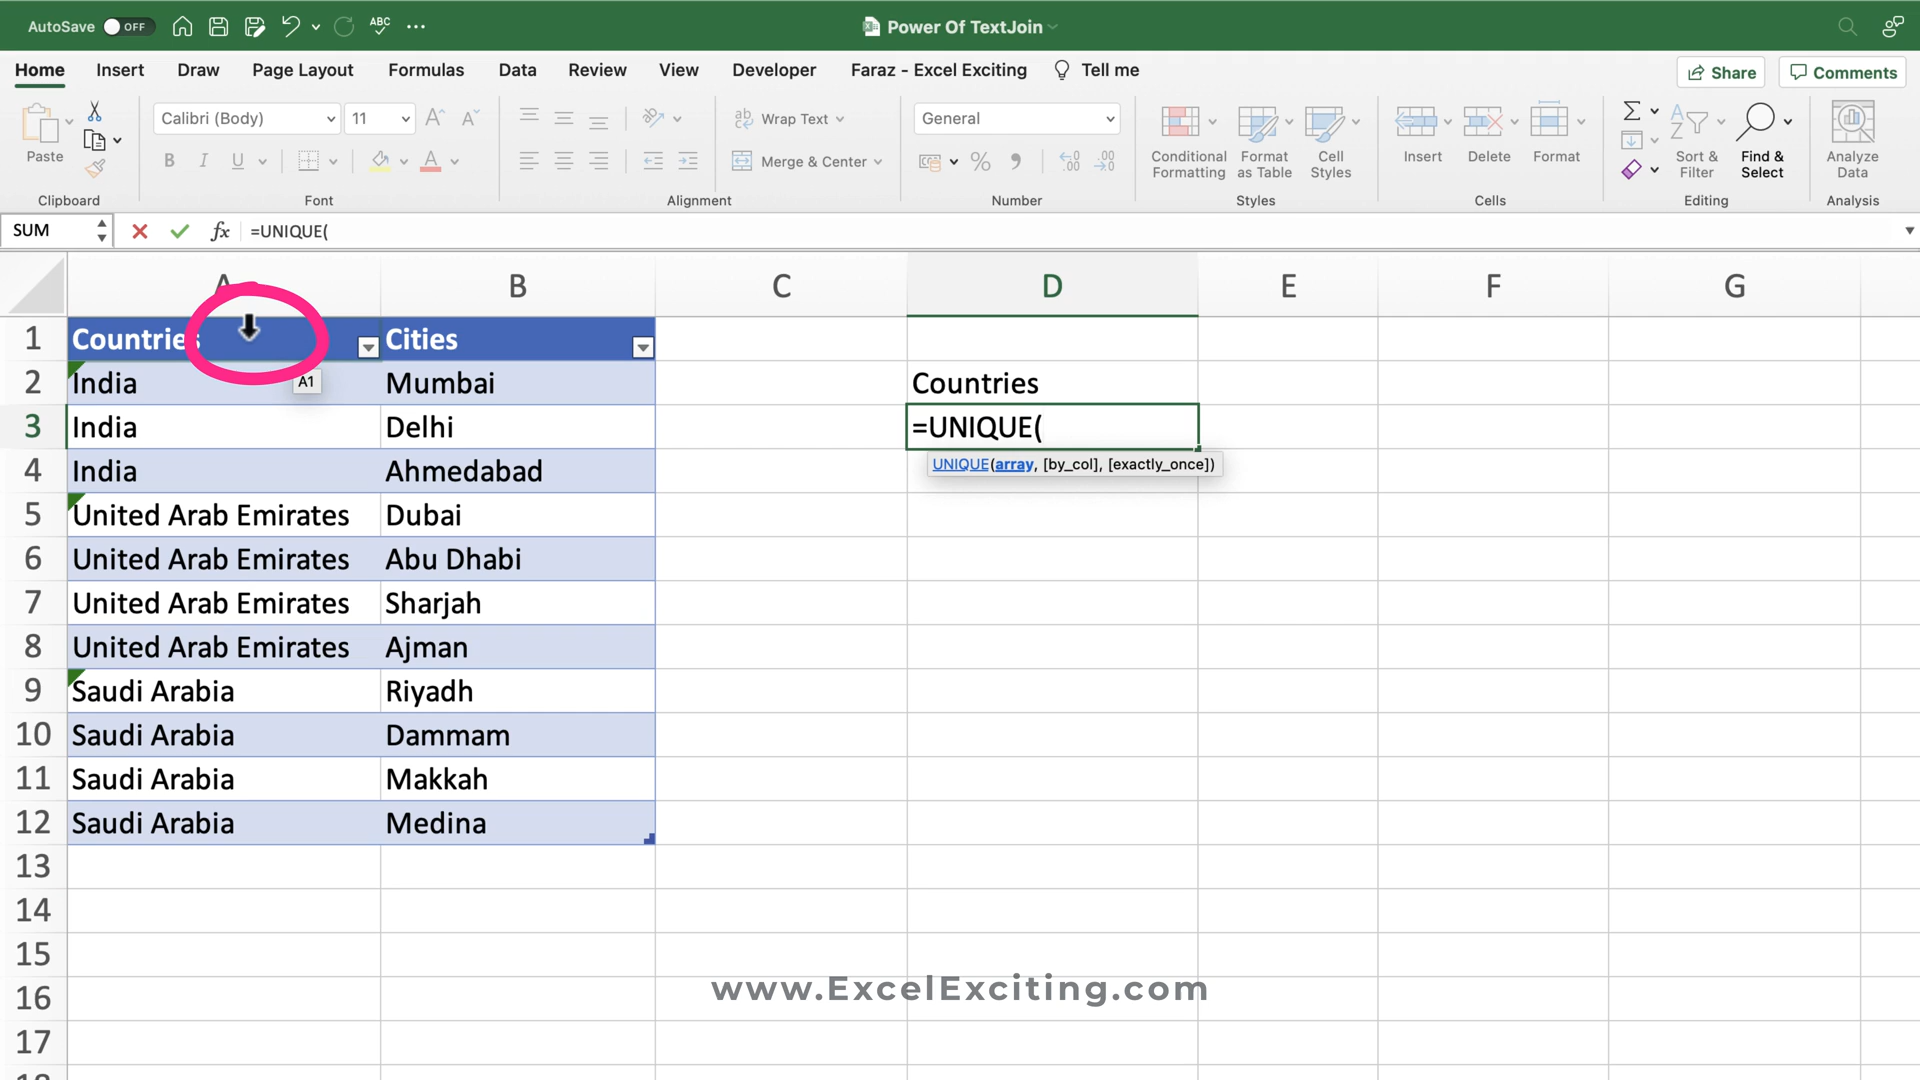 AutoSave OFF ABC Power Of TextJoin
Home Insert Draw Page Layout Formulas Data Review View Developer Faraz - Excel Exciting Tell me Share Comments
Paste Calibri (Body) 11 A A Wrap Text General Conditional Formatting Format as Table Cell Styles Insert Delete Format Sort & Filter Find & Select Analyze Data
B I U A Merge & Center % .00 .00
Clipboard Font Alignment Number Styles Cells Editing Analysis
SUM fx =UNIQUE(
A B C D E F G
1 Countries Cities
2 India A1 Mumbai Countries
3 India Delhi =UNIQUE(
UNIQUE(array, [by_col], [exactly_once])
4 India Ahmedabad
5 United Arab Emirates Dubai
6 United Arab Emirates Abu Dhabi
7 United Arab Emirates Sharjah
8 United Arab Emirates Ajman
9 Saudi Arabia Riyadh
10 Saudi Arabia Dammam
11 Saudi Arabia Makkah
12 Saudi Arabia Medina
13
14
15
www.ExcelExciting.com
16
17